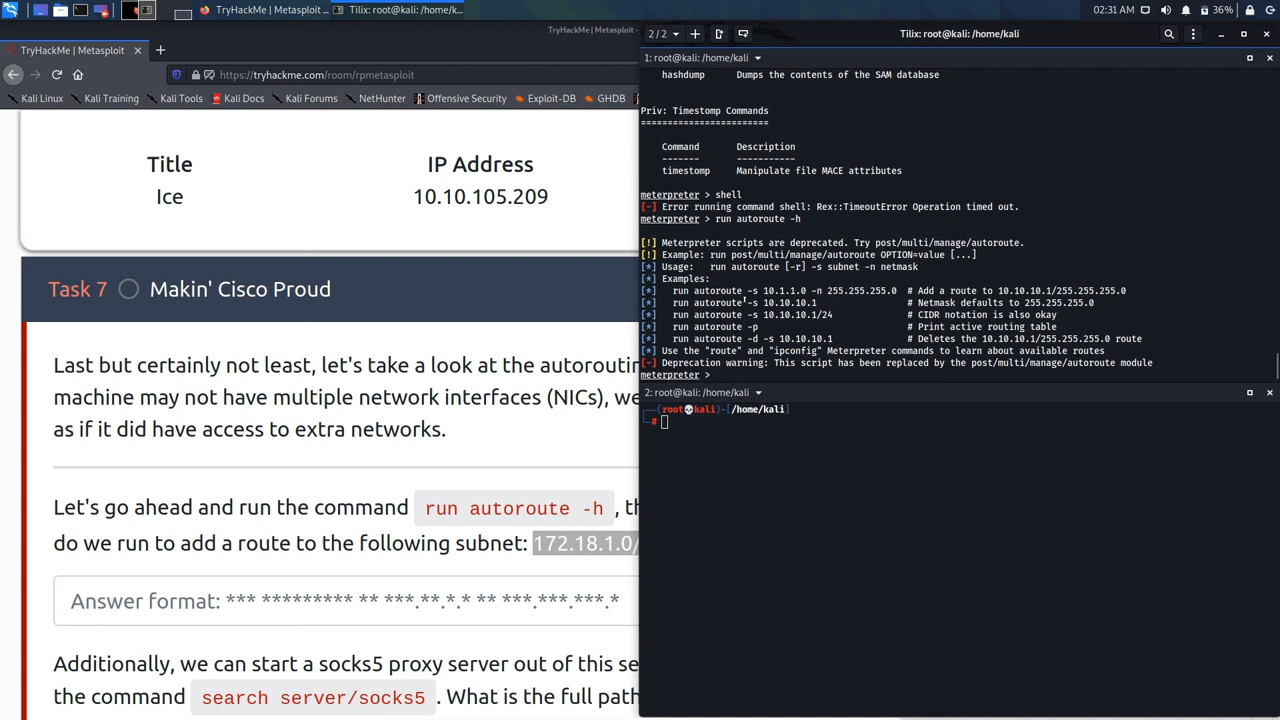 TryHackMe | Metasploit
Tilix: root@kali: /home/k…
02:31 AM
36%
TryHackMe | Metasploit -
TryHackMe | Metasploit
https://tryhackme.com/room/rpmetasploit
Kali Linux
Kali Training
Kali Tools
Kali Docs
Kali Forums
NetHunter
Offensive Security
Exploit-DB
GHDB
Title
IP Address
Ice
10.10.105.209
Task 7
Makin' Cisco Proud
Last but certainly not least, let's take a look at the autoroutin
machine may not have multiple network interfaces (NICs), we
as if it did have access to extra networks.
Let's go ahead and run the command run autoroute -h , th
do we run to add a route to the following subnet: 172.18.1.0/
Answer format: *** ********* ** ***.**.*.* ** ***.***.***.*
Additionally, we can start a socks5 proxy server out of this se
the command search server/socks5 . What is the full path
2/2
Tilix: root@kali: /home/kali
1: root@kali: /home/kali
hashdump Dumps the contents of the SAM database
Priv: Timestomp Commands
========================
Command Description
------- -----------
timestomp Manipulate file MACE attributes
meterpreter > shell
[-] Error running command shell: Rex::TimeoutError Operation timed out.
meterpreter > run autoroute -h
[!] Meterpreter scripts are deprecated. Try post/multi/manage/autoroute.
[!] Example: run post/multi/manage/autoroute OPTION=value [...]
[*] Usage: run autoroute [-r] -s subnet -n netmask
[*] Examples:
[*] run autoroute -s 10.1.1.0 -n 255.255.255.0 # Add a route to 10.10.10.1/255.255.255.0
[*] run autoroute -s 10.10.10.1 # Netmask defaults to 255.255.255.0
[*] run autoroute -s 10.10.10.1/24 # CIDR notation is also okay
[*] run autoroute -p # Print active routing table
[*] run autoroute -d -s 10.10.10.1 # Deletes the 10.10.10.1/255.255.255.0 route
[*] Use the "route" and "ipconfig" Meterpreter commands to learn about available routes
[-] Deprecation warning: This script has been replaced by the post/multi/manage/autoroute module
meterpreter >
2: root@kali: /home/kali
(root💀kali)-[/home/kali]
#